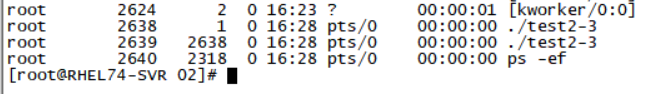 root 2624 2 0 16:23 ? 00:00:01 [kworker/0:0]
root 2638 1 0 16:28 pts/0 00:00:00 ./test2-3
root 2639 2638 0 16:28 pts/0 00:00:00 ./test2-3
root 2640 2318 0 16:28 pts/0 00:00:00 ps -ef
[root@RHEL74-SVR 02]#